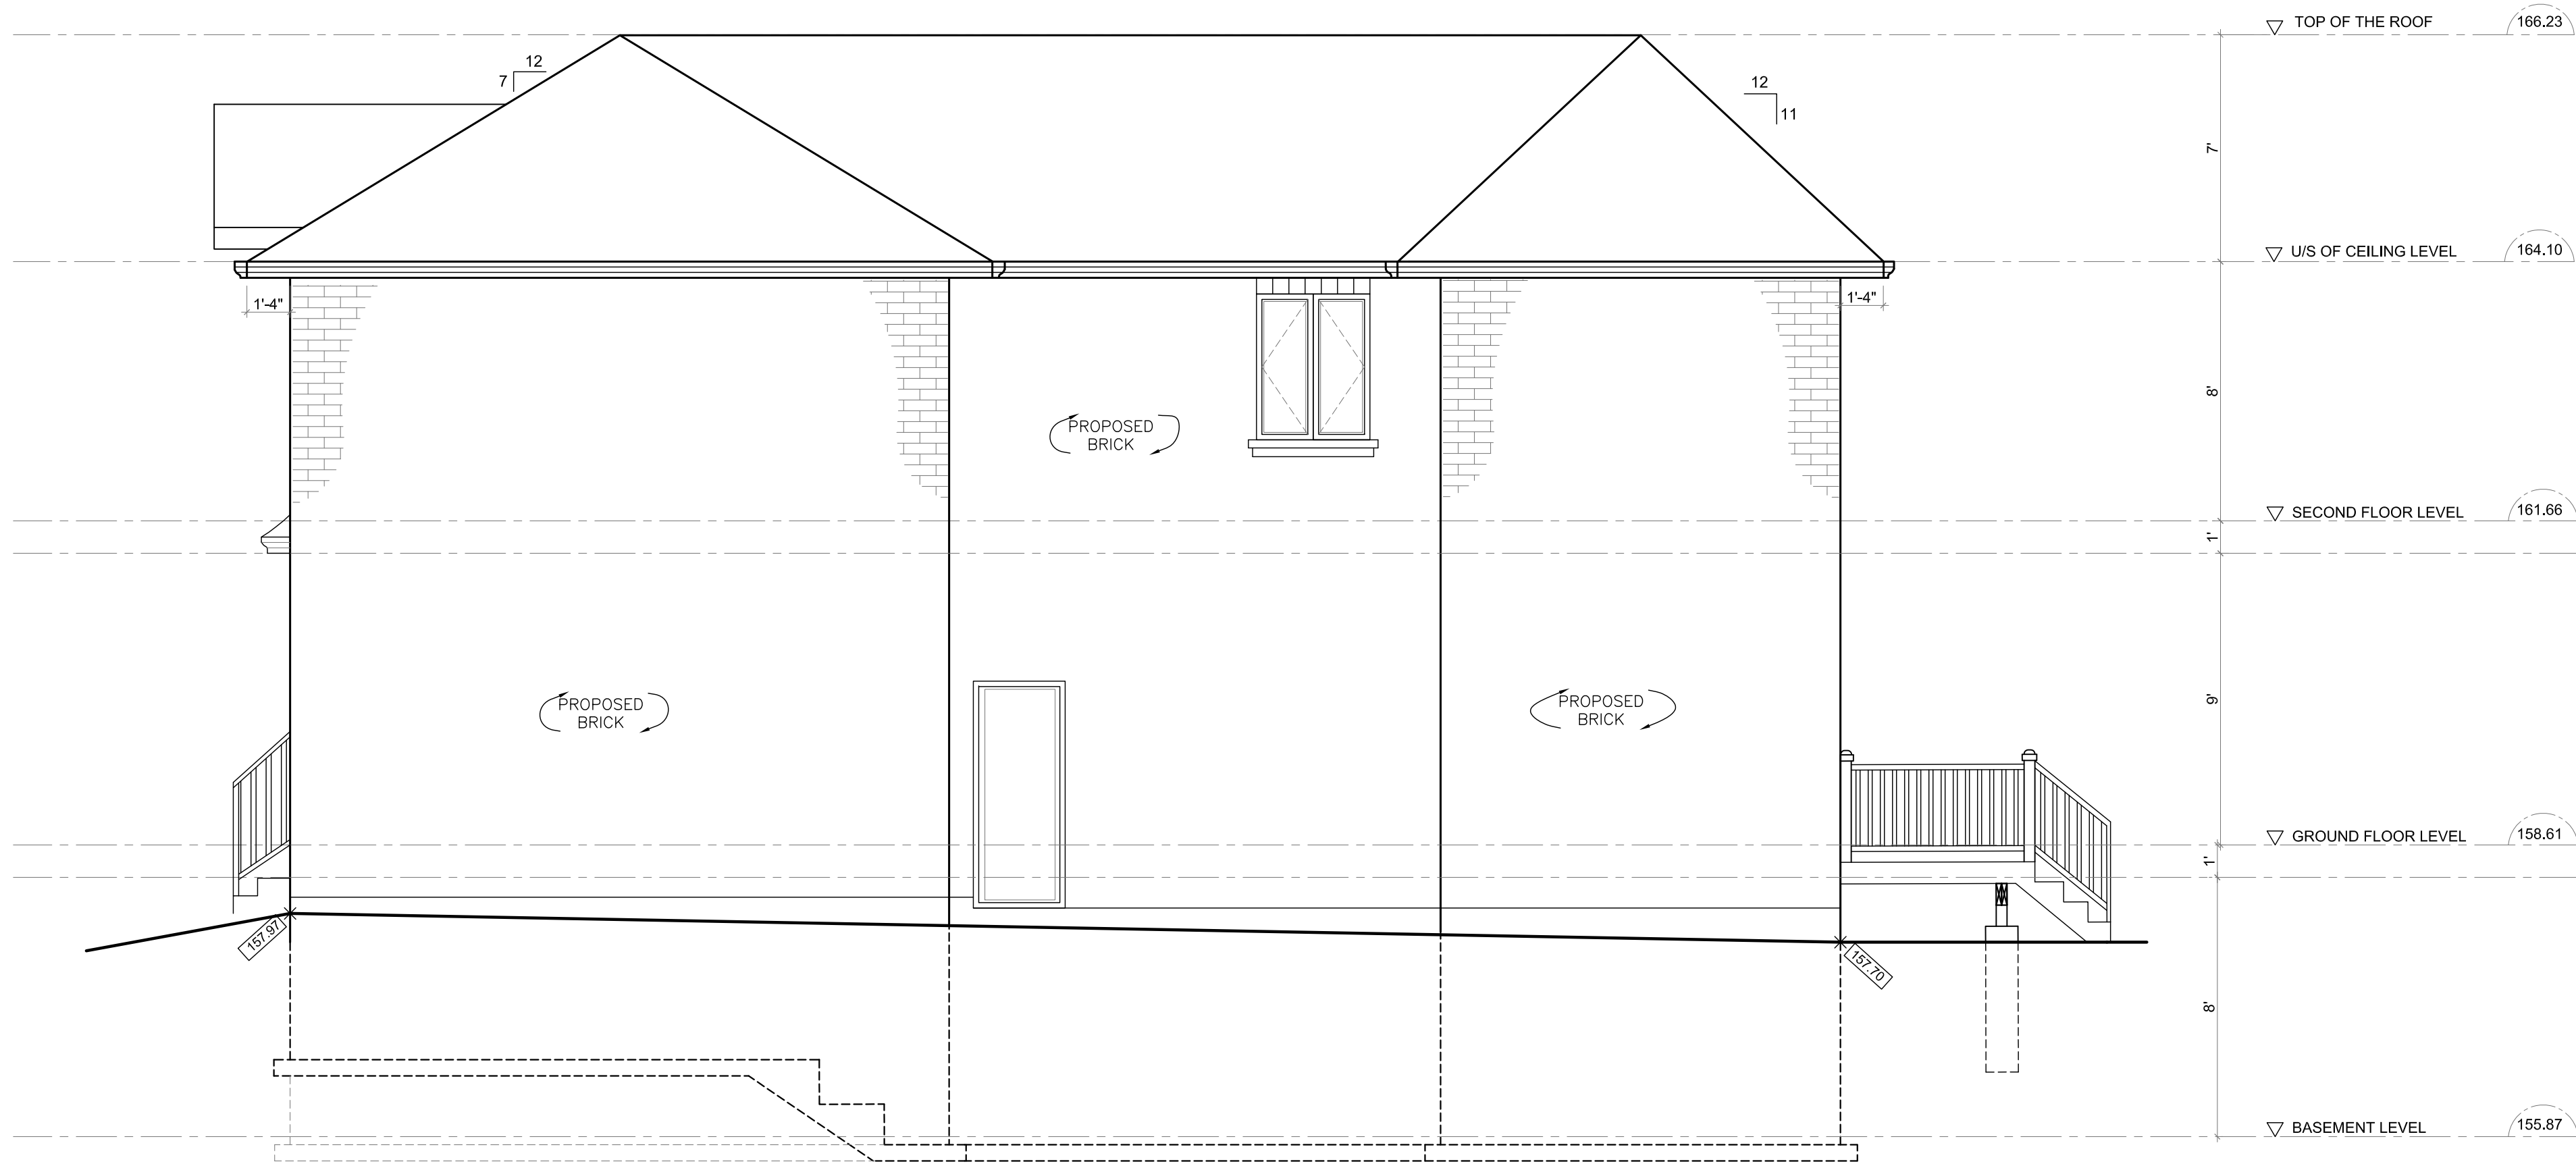 TOP OF THE ROOF 166.23
12
7
12
11
7'
U/S OF CEILING LEVEL 164.10
1'-4"
1'-4"
8'
PROPOSED
BRICK
SECOND FLOOR LEVEL 161.66
1'
PROPOSED
BRICK
PROPOSED
BRICK
9'
GROUND FLOOR LEVEL 158.61
1'
157.97
157.70
8'
BASEMENT LEVEL 155.87